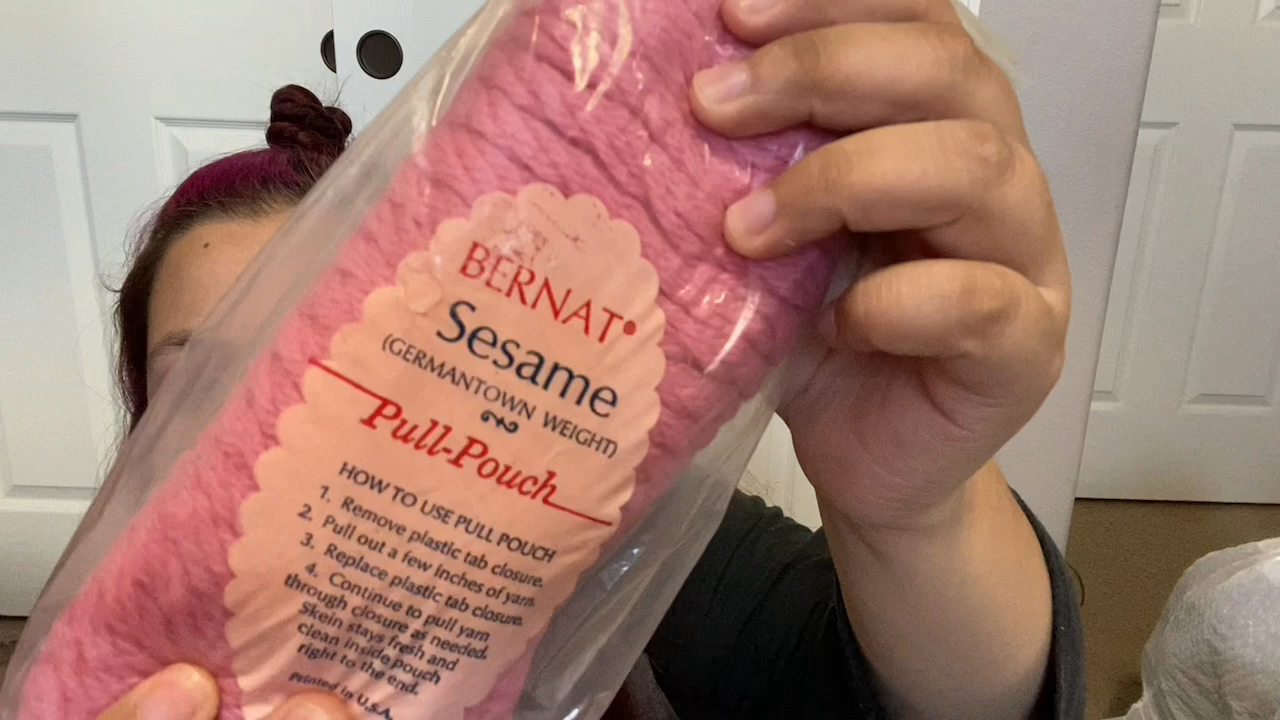 BERNAT®
Sesame
(GERMANTOWN WEIGHT)
Pull-Pouch
HOW TO USE PULL POUCH
1. Remove plastic tab closure.
2. Pull out a few inches of yarn.
3. Replace plastic tab closure.
4. Continue to pull yarn
through closure as needed.
Skein stays fresh and
clean inside pouch
right to the end.
Printed in U.S.A.